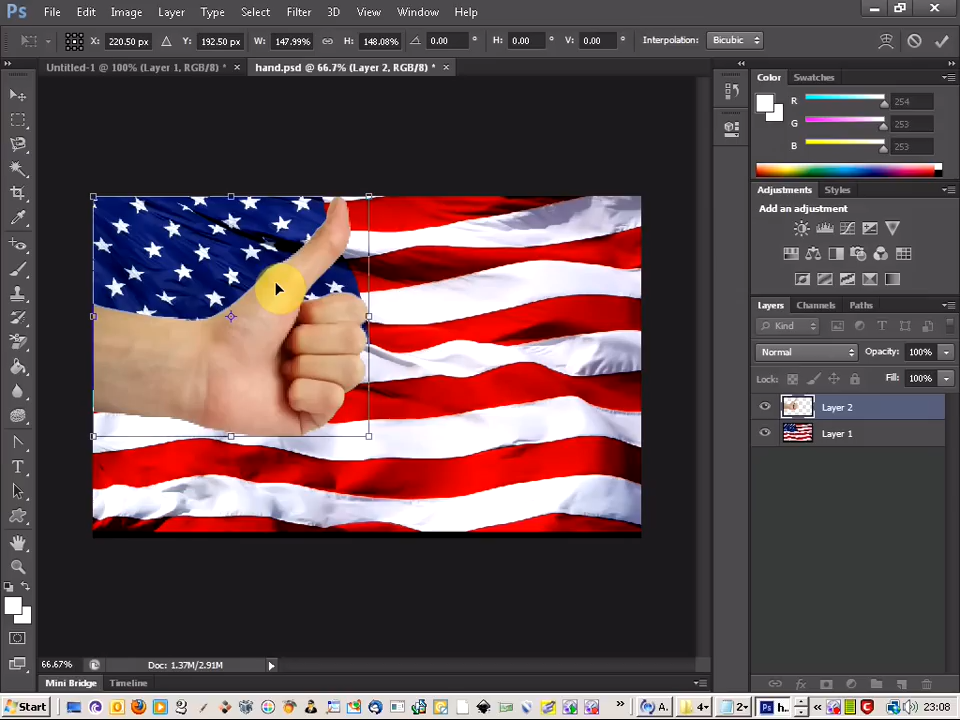 Ps File Edit Image Layer Type Select Filter 3D View Window Help
X: 220.50 px Y: 192.50 px W: 147.99% H: 148.08% 0.00 ° H: 0.00 ° V: 0.00 ° Interpolation: Bicubic
Untitled-1 @ 100% (Layer 1, RGB/8) * × hand.psd @ 66.7% (Layer 2, RGB/8) * ×
Color Swatches
R 254
G 253
B 253
Adjustments Styles
Add an adjustment
Layers Channels Paths
Kind
Normal Opacity: 100%
Lock: Fill: 100%
Layer 2
Layer 1
66.67% Doc: 1.37M/2.91M
Mini Bridge Timeline
Start A. 4 2 Ps h. 23:08